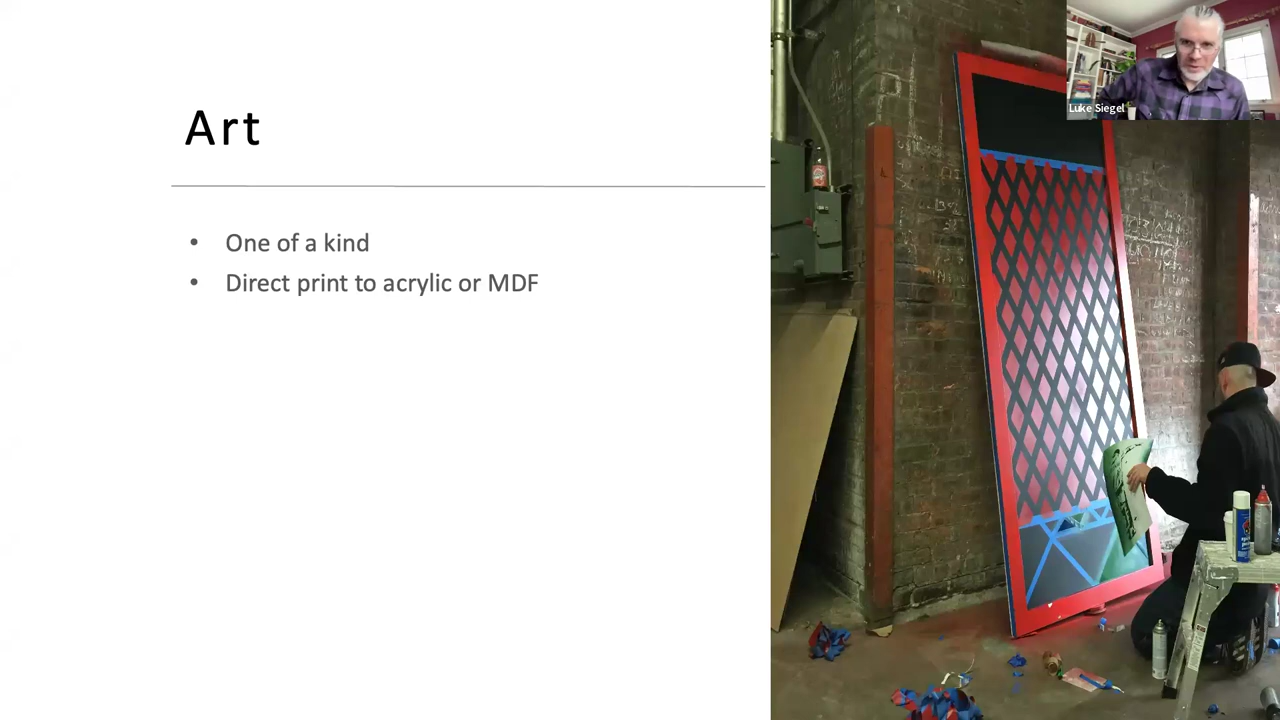 Art
Luke Siegel
• One of a kind
• Direct print to acrylic or MDF